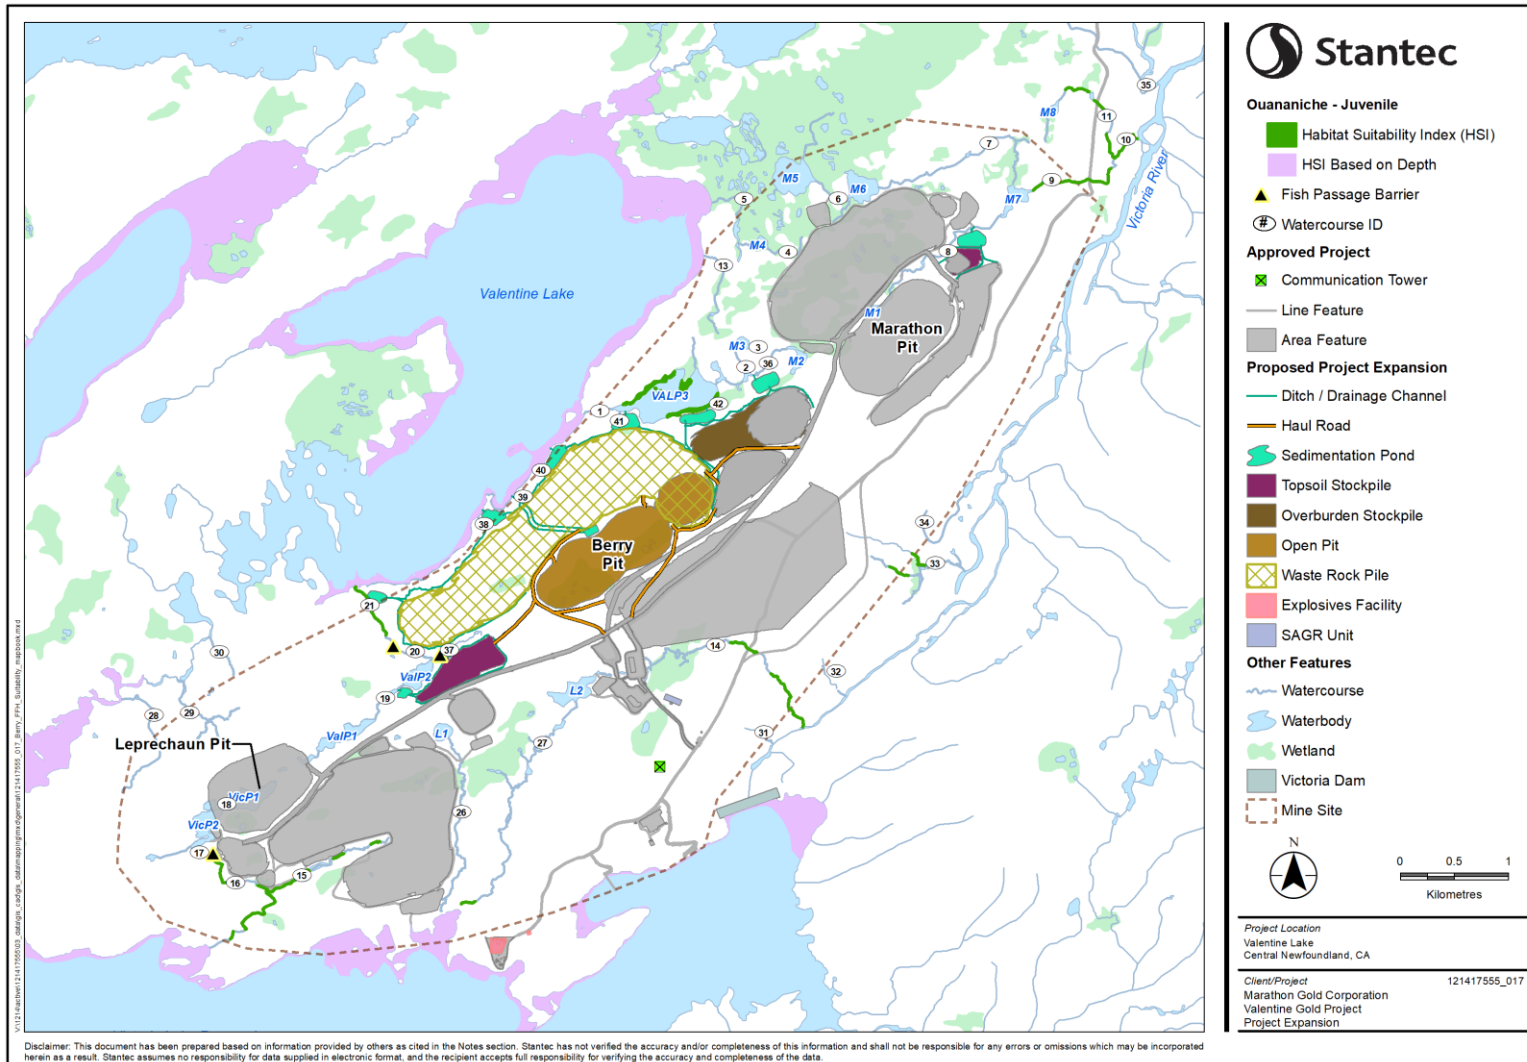 Stantec
Ouananiche - Juvenile
Habitat Suitability Index (HSI)
HSI Based on Depth
Fish Passage Barrier
# Watercourse ID
Approved Project
Communication Tower
Line Feature
Area Feature
Proposed Project Expansion
Ditch / Drainage Channel
Haul Road
Sedimentation Pond
Topsoil Stockpile
Overburden Stockpile
Open Pit
Waste Rock Pile
Explosives Facility
SAGR Unit
Other Features
Watercourse
Waterbody
Wetland
Victoria Dam
Mine Site
N
0 0.5 1
Kilometres
Project Location
Valentine Lake
Central Newfoundland, CA
Client/Project 121417555_017
Marathon Gold Corporation
Valentine Gold Project
Project Expansion
35
M8
11
10
7
Victoria River
M5
M6
9
5
6
M7
M4
4
8
13
Valentine Lake
M1
Marathon
Pit
M3
3
2
36
M2
VALP3
1
42
41
40
39
38
34
Berry
Pit
33
21
20
37
14
30
ValP2
32
19
L2
28
29
31
ValP1
L1
27
Leprechaun Pit
VicP1
18
26
VicP2
17
16
15
Disclaimer: This document has been prepared based on information provided by others as cited in the Notes section. Stantec has not verified the accuracy and/or completeness of this information and shall not be responsible for any errors or omissions which may be incorporated
herein as a result. Stantec assumes no responsibility for data supplied in electronic format, and the recipient accepts full responsibility for verifying the accuracy and completeness of the data.